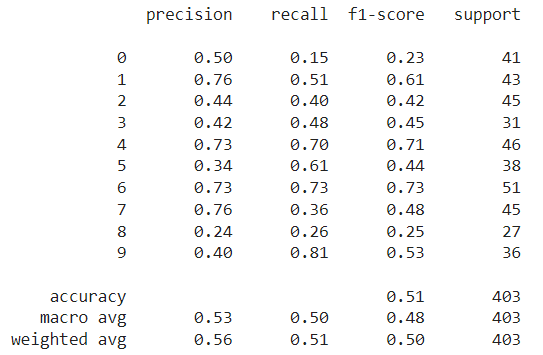 precision recall f1-score support
0 0.50 0.15 0.23 41
1 0.76 0.51 0.61 43
2 0.44 0.40 0.42 45
3 0.42 0.48 0.45 31
4 0.73 0.70 0.71 46
5 0.34 0.61 0.44 38
6 0.73 0.73 0.73 51
7 0.76 0.36 0.48 45
8 0.24 0.26 0.25 27
9 0.40 0.81 0.53 36
accuracy 0.51 403
macro avg 0.53 0.50 0.48 403
weighted avg 0.56 0.51 0.50 403